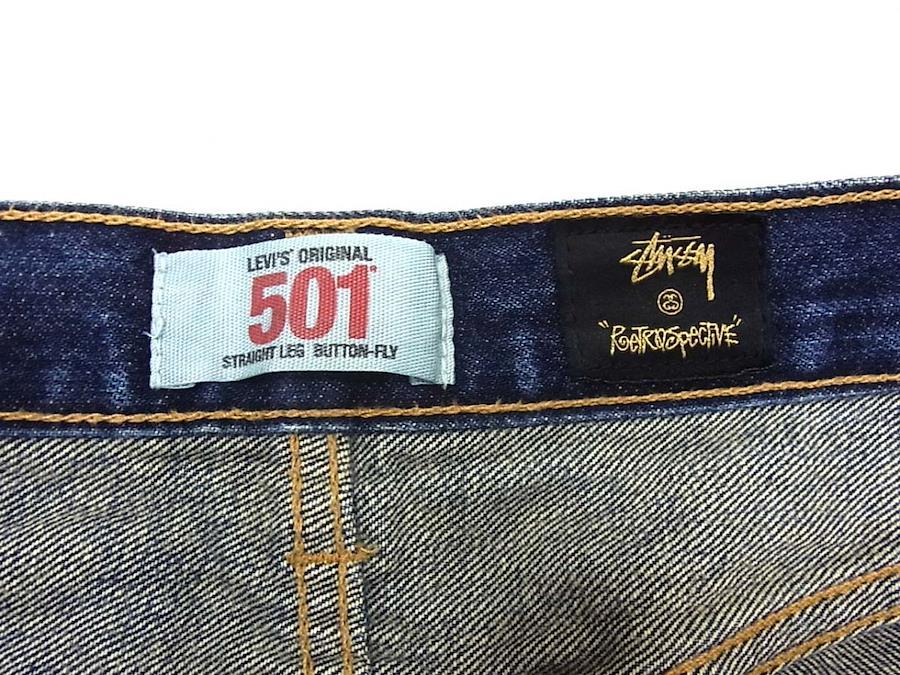 LEVI'S® ORIGINAL
501®
STRAIGHT LEG BUTTON-FLY
STÜSSY
"RETROSPECTIVE"